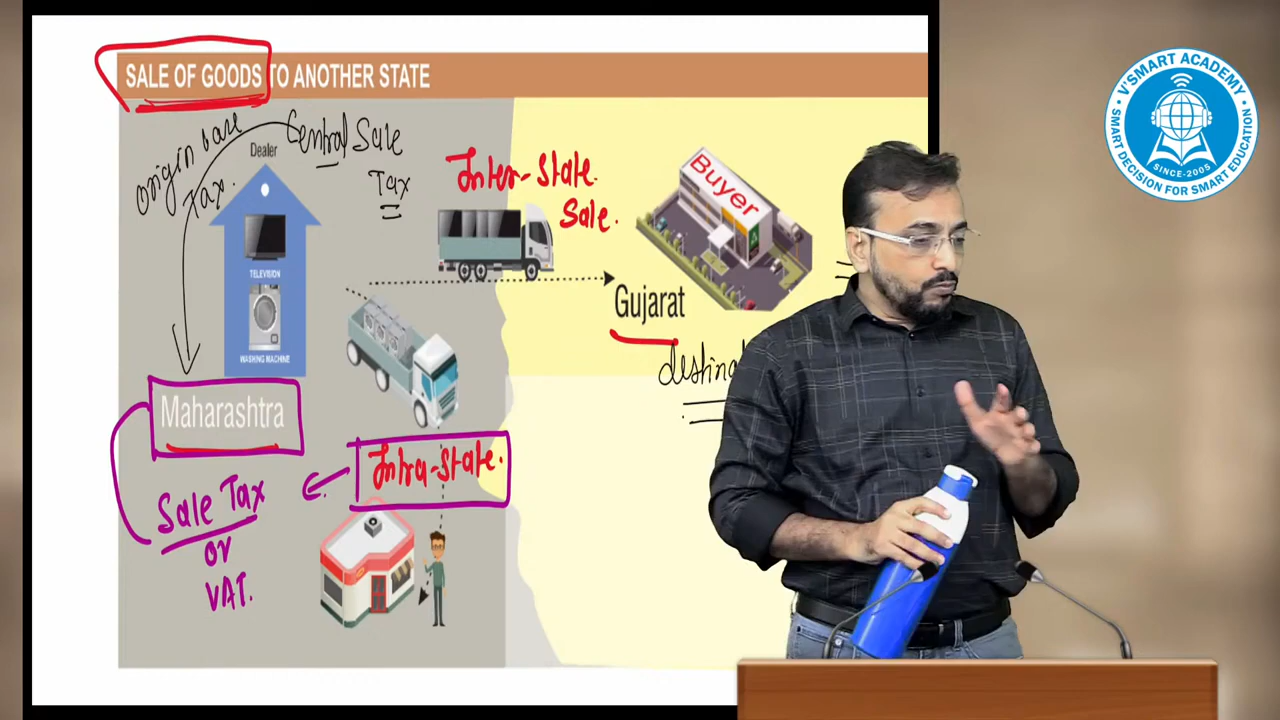 SALE OF GOODS TO ANOTHER STATE
origin base
Tax.
Central Sale
Tax
Dealer
TELEVISION
WASHING MACHINE
Inter-State
Sale.
Buyer
Gujarat
Maharashtra
Intra-State.
Sale Tax
or
VAT.
V'SMART ACADEMY
SMART DECISION FOR SMART EDUCATION
SINCE-2005